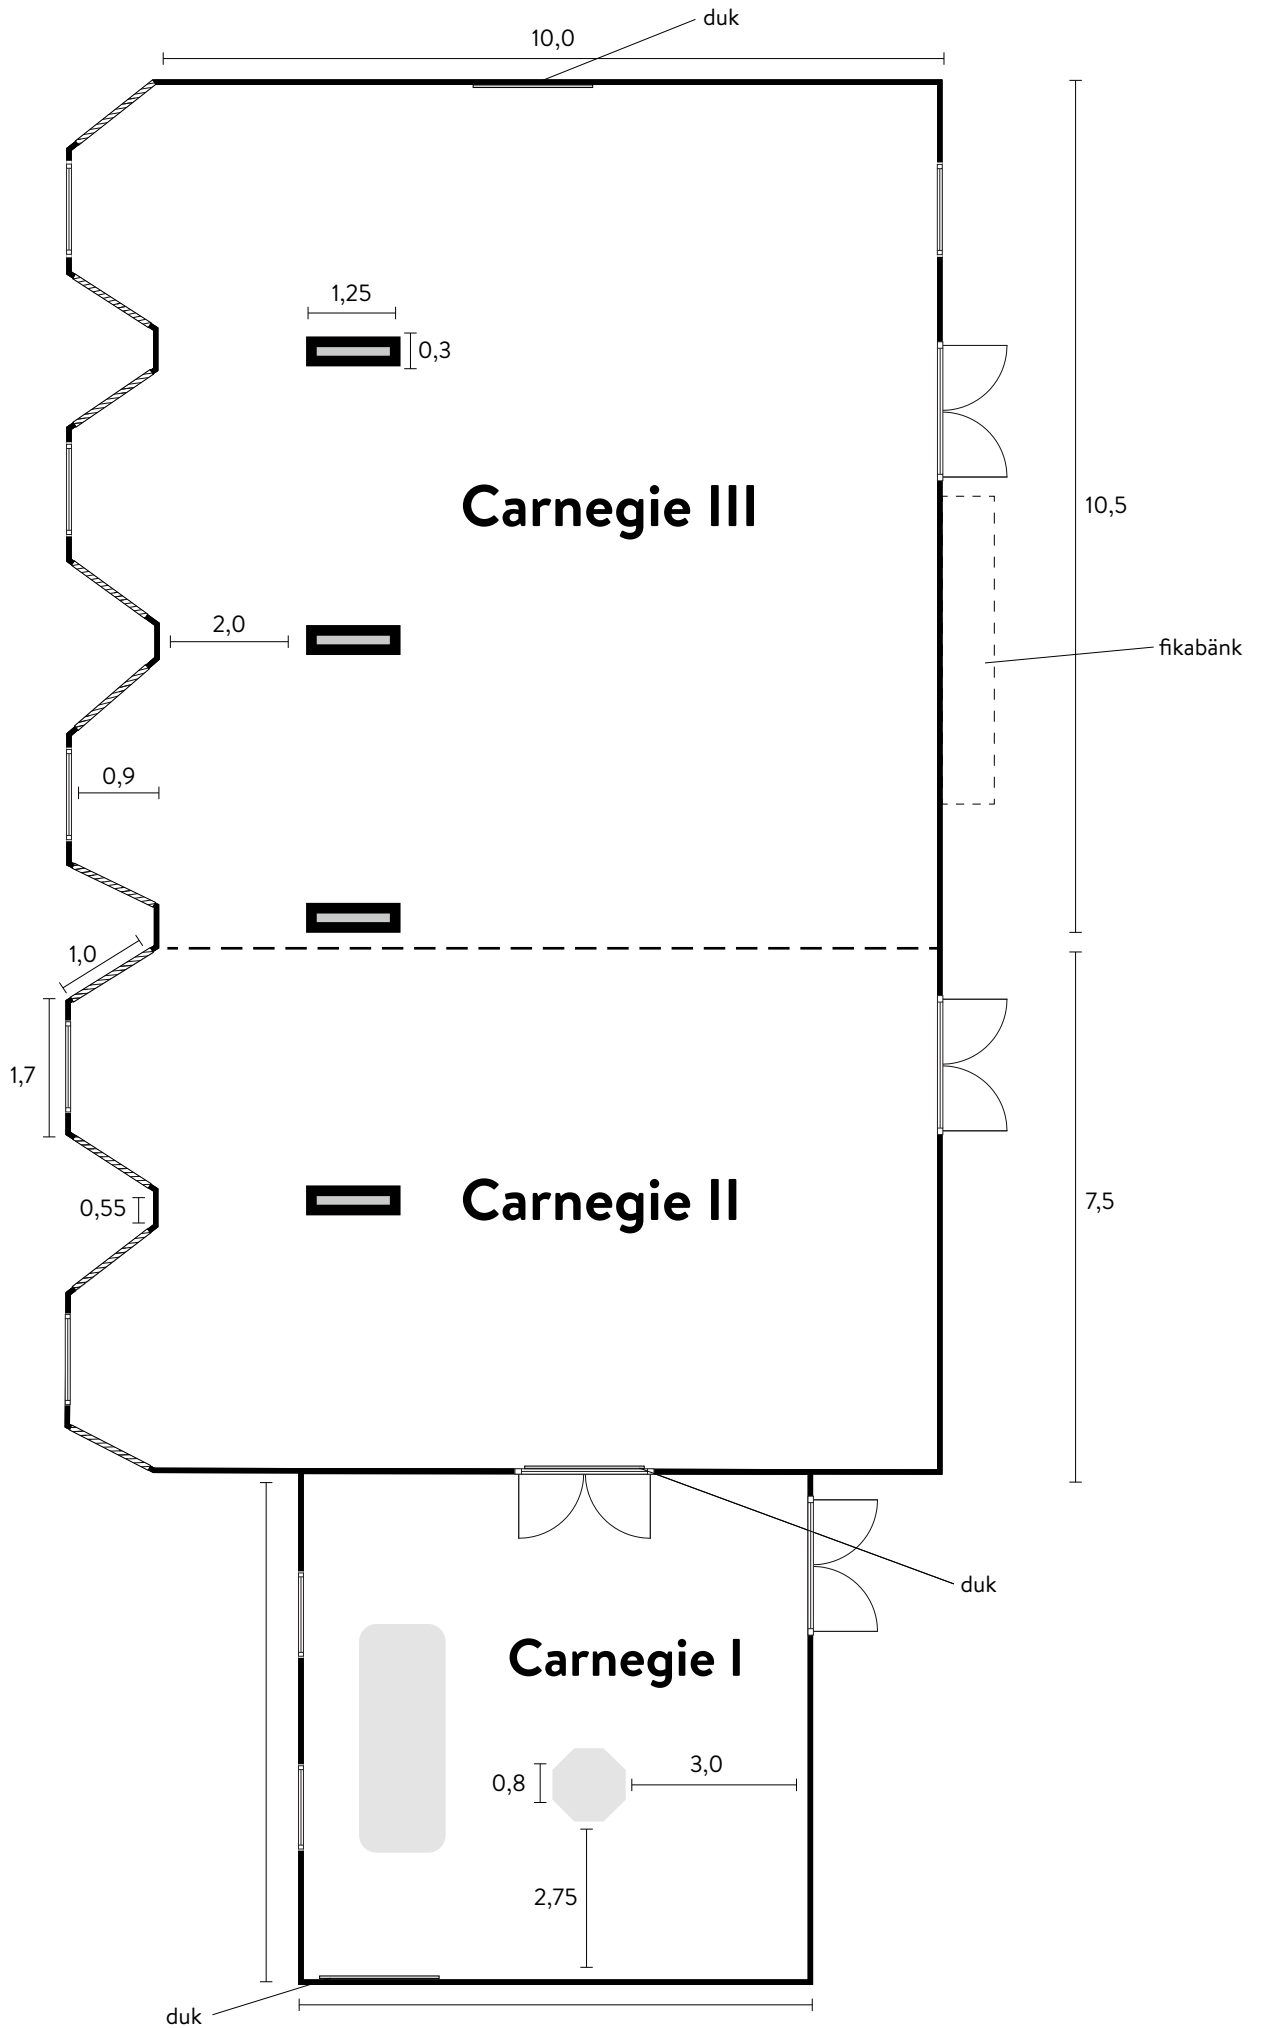 duk
10,0
1,25
0,3
Carnegie III
10,5
2,0
fikabänk
0,9
1,0
1,7
Carnegie II
0,55
7,5
duk
Carnegie I
3,0
0,8
2,75
duk